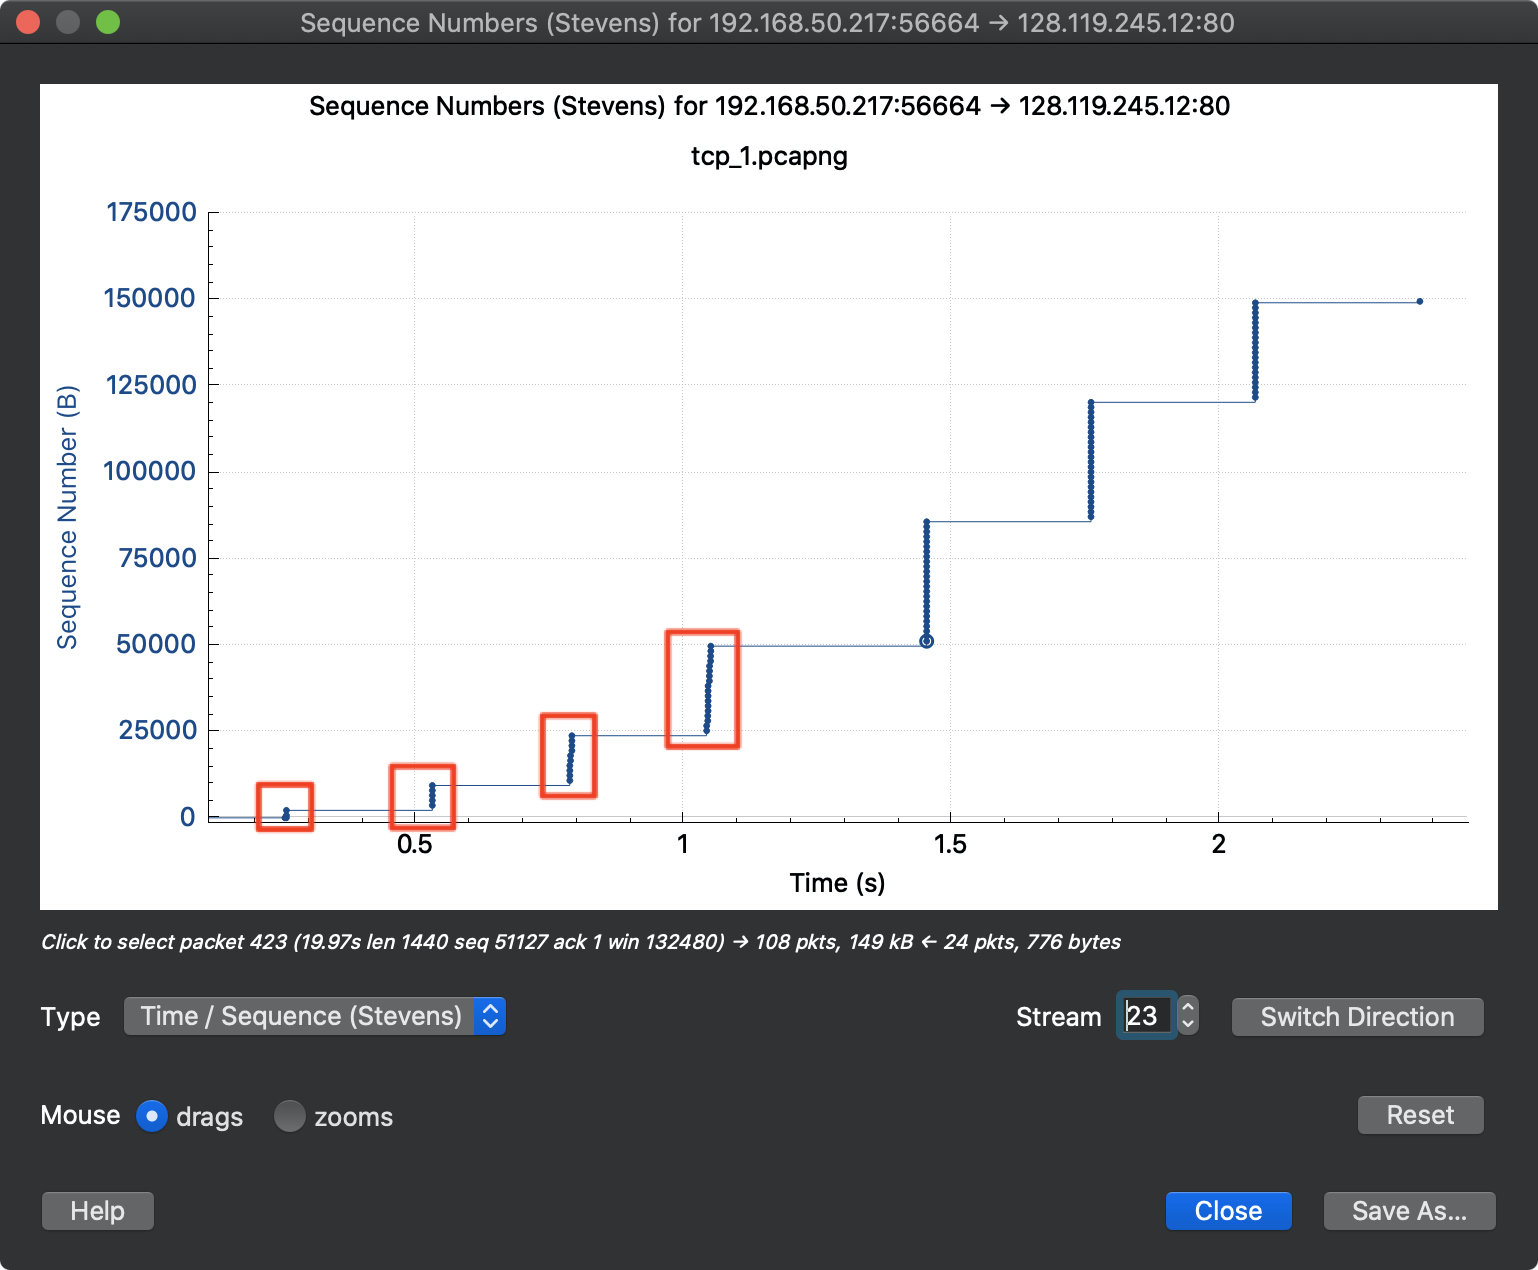 Sequence Numbers (Stevens) for 192.168.50.217:56664 → 128.119.245.12:80
Sequence Numbers (Stevens) for 192.168.50.217:56664 → 128.119.245.12:80
tcp_1.pcapng
175000
150000
125000
100000
75000
50000
25000
0
Sequence Number (B)
0.5 1 1.5 2
Time (s)
Click to select packet 423 (19.97s len 1440 seq 51127 ack 1 win 132480) → 108 pkts, 149 kB ← 24 pkts, 776 bytes
Type Time / Sequence (Stevens) Stream 23 Switch Direction
Mouse drags zooms Reset
Help Close Save As...